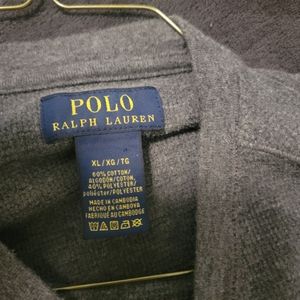 POLO
RALPH LAUREN
XL / XG / TG
60% COTTON/
ALGODÓN/COTON,
40% POLYESTER/
poliéster/POLYESTER
MADE IN CAMBODIA
HECHO EN CAMBOYA
FABRIQUÉ AU CAMBODGE